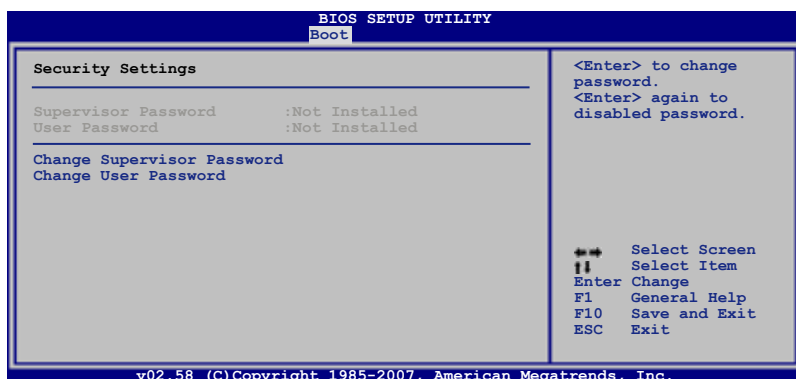 BIOS SETUP UTILITY
Boot
Security Settings
Supervisor Password :Not Installed
User Password :Not Installed
Change Supervisor Password
Change User Password
<Enter> to change
password.
<Enter> again to
disabled password.
Select Screen
Select Item
Enter Change
F1 General Help
F10 Save and Exit
ESC Exit
v02.58 (C)Copyright 1985-2007, American Megatrends, Inc.